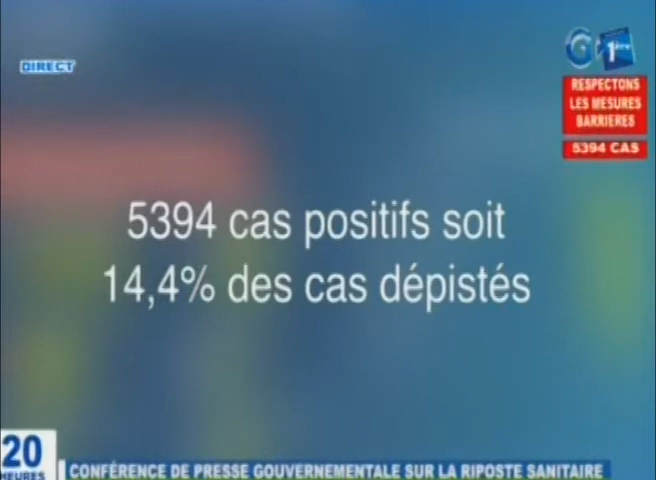 DIRECT
G 1ère
RESPECTONS
LES MESURES
BARRIERES
5394 CAS
5394 cas positifs soit
14,4% des cas dépistés
20
HEURES
CONFÉRENCE DE PRESSE GOUVERNEMENTALE SUR LA RIPOSTE SANITAIRE